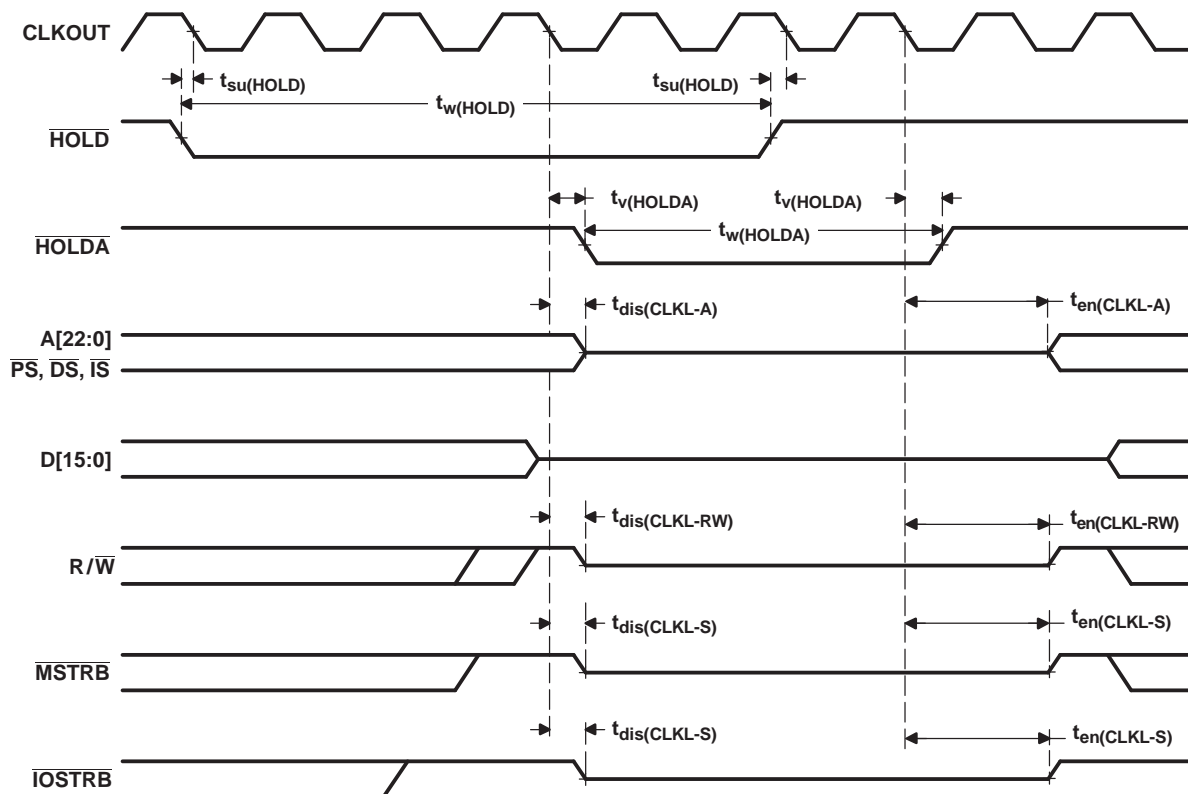 CLKOUT
tsu(HOLD) tsu(HOLD)
tw(HOLD)
HOLD
tv(HOLDA) tv(HOLDA)
tw(HOLDA)
HOLDA
tdis(CLKL-A) ten(CLKL-A)
A[22:0]
PS, DS, IS
D[15:0]
tdis(CLKL-RW) ten(CLKL-RW)
R/W
tdis(CLKL-S) ten(CLKL-S)
MSTRB
tdis(CLKL-S) ten(CLKL-S)
IOSTRB